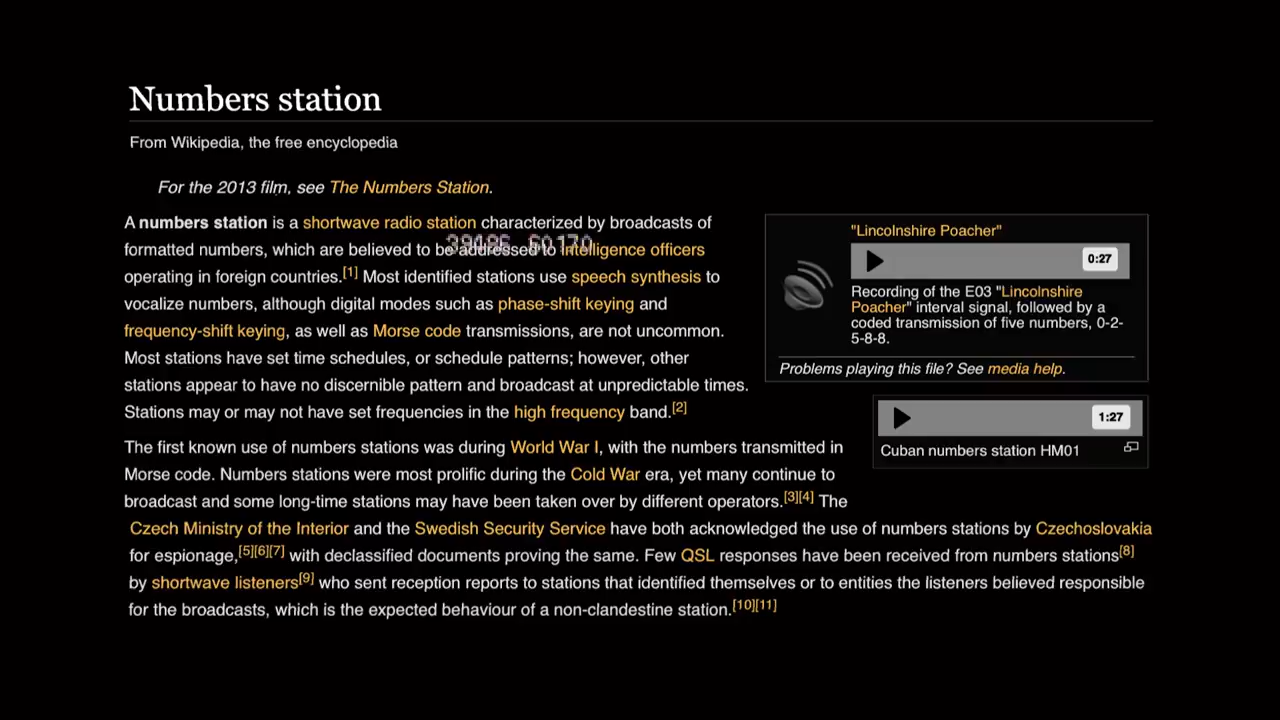 Numbers station
From Wikipedia, the free encyclopedia
For the 2013 film, see The Numbers Station.
A numbers station is a shortwave radio station characterized by broadcasts of
formatted numbers, which are believed to be addressed to intelligence officers
operating in foreign countries.[1] Most identified stations use speech synthesis to
vocalize numbers, although digital modes such as phase-shift keying and
frequency-shift keying, as well as Morse code transmissions, are not uncommon.
Most stations have set time schedules, or schedule patterns; however, other
stations appear to have no discernible pattern and broadcast at unpredictable times.
Stations may or may not have set frequencies in the high frequency band.[2]
The first known use of numbers stations was during World War I, with the numbers transmitted in
Morse code. Numbers stations were most prolific during the Cold War era, yet many continue to
broadcast and some long-time stations may have been taken over by different operators.[3][4] The
Czech Ministry of the Interior and the Swedish Security Service have both acknowledged the use of numbers stations by Czechoslovakia
for espionage,[5][6][7] with declassified documents proving the same. Few QSL responses have been received from numbers stations[8]
by shortwave listeners[9] who sent reception reports to stations that identified themselves or to entities the listeners believed responsible
for the broadcasts, which is the expected behaviour of a non-clandestine station.[10][11]
"Lincolnshire Poacher"
0:27
Recording of the E03 "Lincolnshire
Poacher" interval signal, followed by a
coded transmission of five numbers, 0-2-
5-8-8.
Problems playing this file? See media help.
1:27
Cuban numbers station HM01